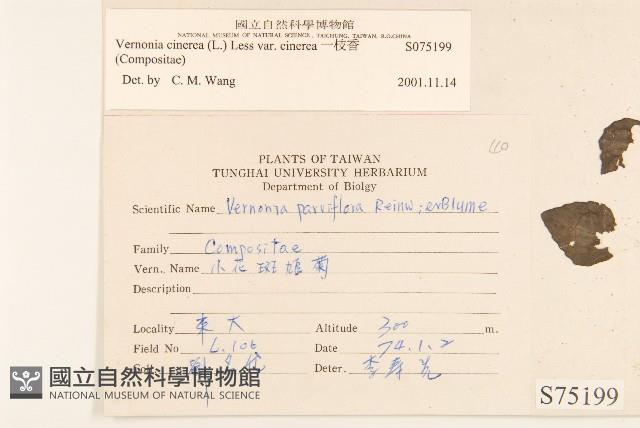 國立自然科學博物館
NATIONAL MUSEUM OF NATURAL SCIENCE, TAICHUNG, TAIWAN, R.O.CHINA
Vernonia cinerea (L.) Less var. cinerea 一枝香 S075199
(Compositae)
Det. by C. M. Wang 2001.11.14
110
PLANTS OF TAIWAN
TUNGHAI UNIVERSITY HERBARIUM
Department of Biolgy
Scientific Name Vernonia parviflora Reinw. ex Blume
Family Compositae
Vern. Name 小花斑鳩菊
Description
Locality 東大 Altitude 300 m.
Field No L.106 Date 74.1.2
Coll. Deter. 李
國立自然科學博物館
NATIONAL MUSEUM OF NATURAL SCIENCE
S75199